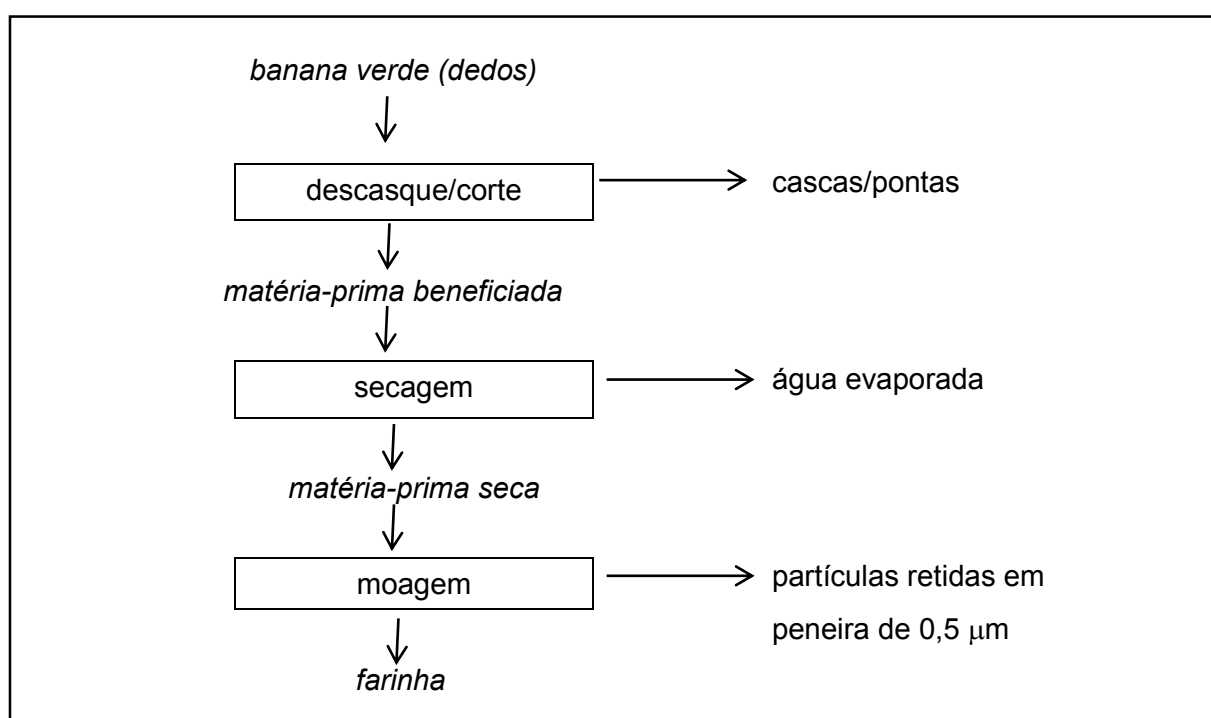 banana verde (dedos)
descasque/corte
cascas/pontas
matéria-prima beneficiada
secagem
água evaporada
matéria-prima seca
moagem
partículas retidas em
peneira de 0,5 μm
farinha